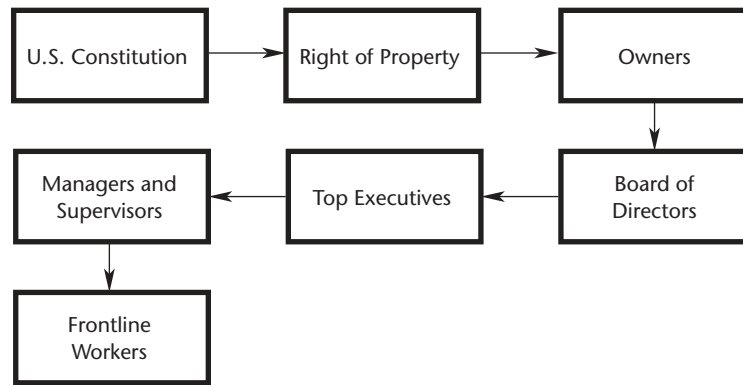 U.S. Constitution
Right of Property
Owners
Board of
Directors
Top Executives
Managers and
Supervisors
Frontline
Workers